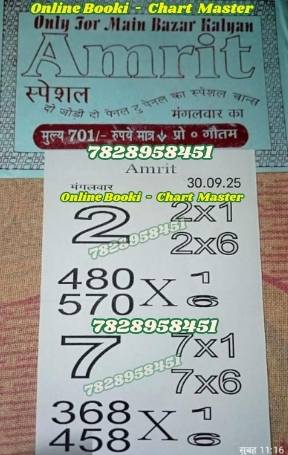 Online Booki - Chart Master
Only For Main Bazar Kalyan
Amrit
स्पेशल
दो जोड़ी दो पेनल टु पेनल का स्पेशल चान्स
मंगलवार का
मुल्य 701/- रुपये मात्र ↓ प्रो ० गौतम
7828958451
Amrit
मंगलवार 30.09.25
Online Booki - Chart Master
2 2x1
2x6
7828958451
480 X 1
570 6
7828958451
7 7x1
7x6
7828958451
368 X 1
458 6
सुबह 11:16